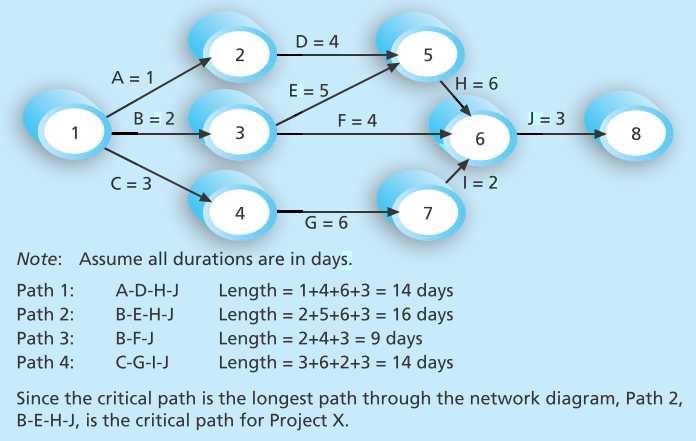 2
D = 4
5
A = 1
E = 5
H = 6
1
B = 2
3
F = 4
6
J = 3
8
C = 3
4
G = 6
7
I = 2
Note: Assume all durations are in days.
Path 1: A-D-H-J Length = 1+4+6+3 = 14 days
Path 2: B-E-H-J Length = 2+5+6+3 = 16 days
Path 3: B-F-J Length = 2+4+3 = 9 days
Path 4: C-G-I-J Length = 3+6+2+3 = 14 days
Since the critical path is the longest path through the network diagram, Path 2,
B-E-H-J, is the critical path for Project X.